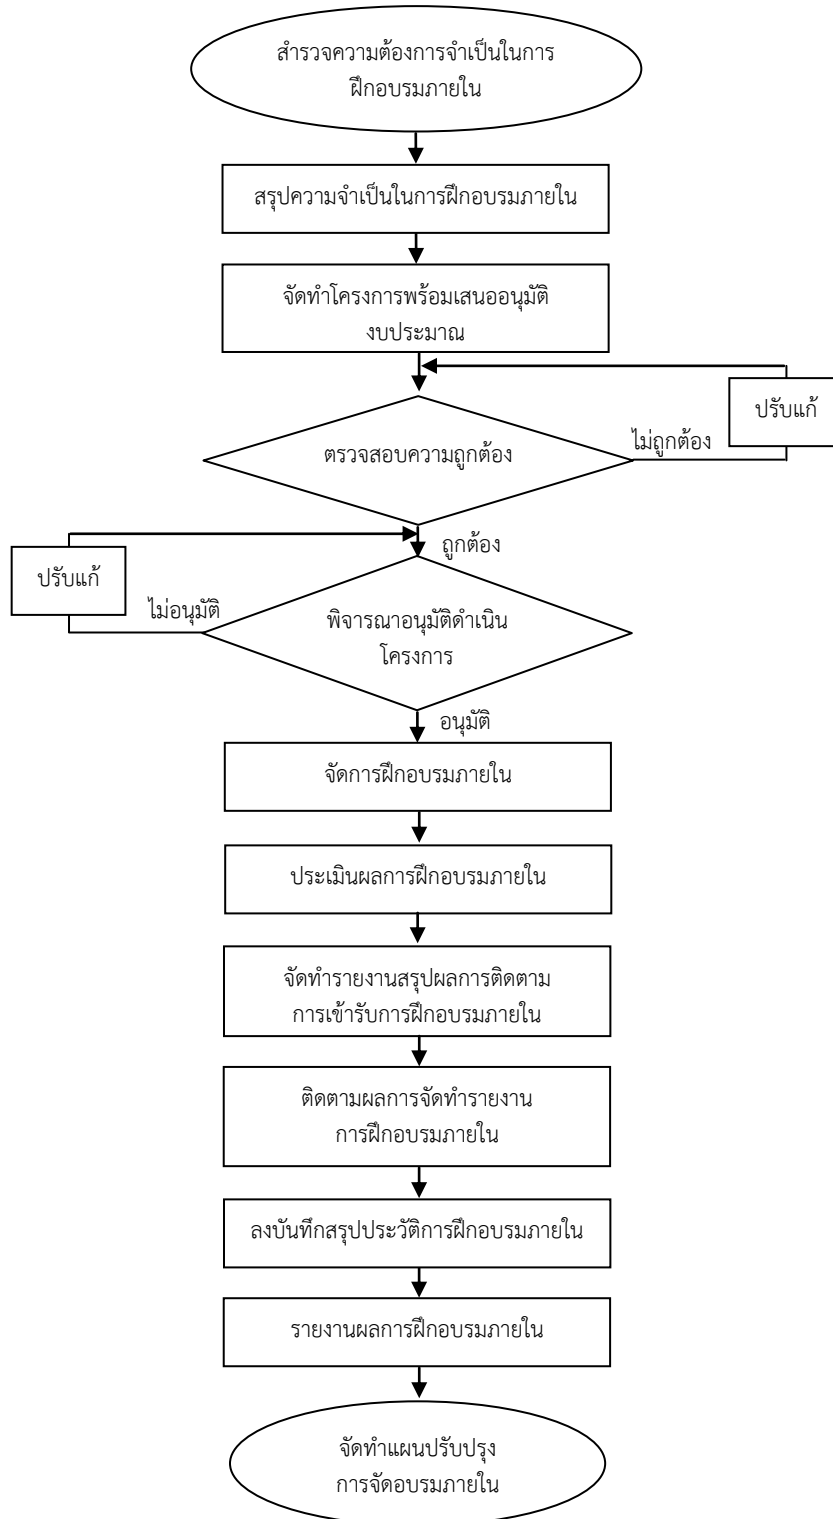 สำรวจความต้องการจำเป็นในการ
ฝึกอบรมภายใน
สรุปความจำเป็นในการฝึกอบรมภายใน
จัดทำโครงการพร้อมเสนออนุมัติ
งบประมาณ
ปรับแก้
ไม่ถูกต้อง
ตรวจสอบความถูกต้อง
ถูกต้อง
ปรับแก้
ไม่อนุมัติ
พิจารณาอนุมัติดำเนิน
โครงการ
อนุมัติ
จัดการฝึกอบรมภายใน
ประเมินผลการฝึกอบรมภายใน
จัดทำรายงานสรุปผลการติดตาม
การเข้ารับการฝึกอบรมภายใน
ติดตามผลการจัดทำรายงาน
การฝึกอบรมภายใน
ลงบันทึกสรุปประวัติการฝึกอบรมภายใน
รายงานผลการฝึกอบรมภายใน
จัดทำแผนปรับปรุง
การจัดอบรมภายใน